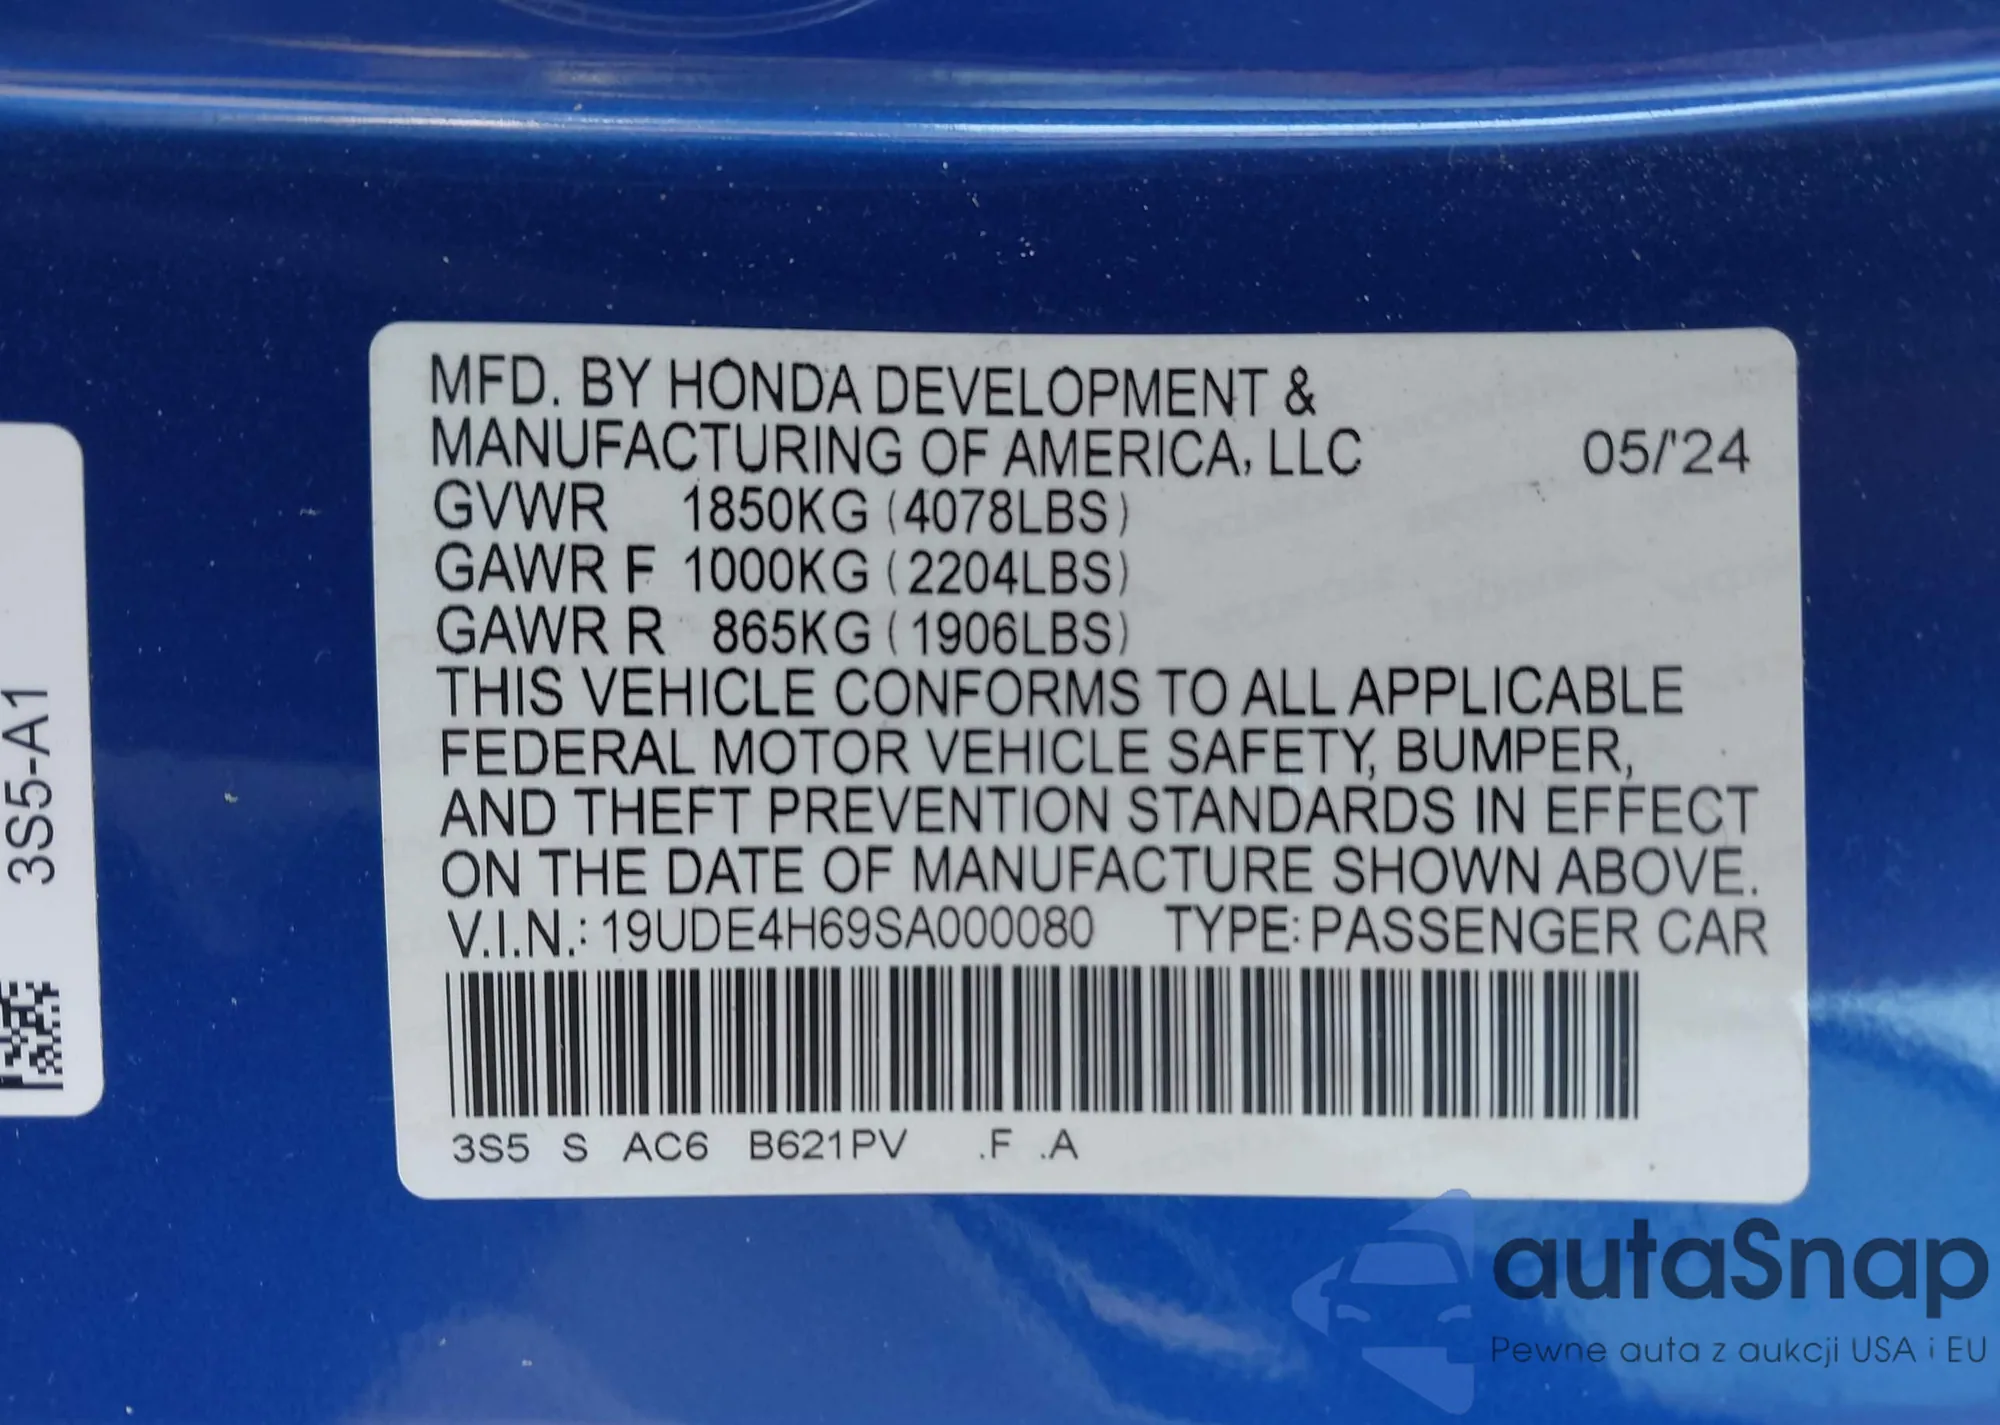 MFD. BY HONDA DEVELOPMENT &
MANUFACTURING OF AMERICA, LLC 05/'24
GVWR 1850KG (4078LBS)
GAWR F 1000KG (2204LBS)
GAWR R 865KG (1906LBS)
THIS VEHICLE CONFORMS TO ALL APPLICABLE
FEDERAL MOTOR VEHICLE SAFETY, BUMPER,
AND THEFT PREVENTION STANDARDS IN EFFECT
ON THE DATE OF MANUFACTURE SHOWN ABOVE.
V.I.N.: 19UDE4H69SA000080 TYPE: PASSENGER CAR
3S5 S AC6 B621PV .F .A
3S5-A1
autaSnap
Pewne auta z aukcji USA i EU